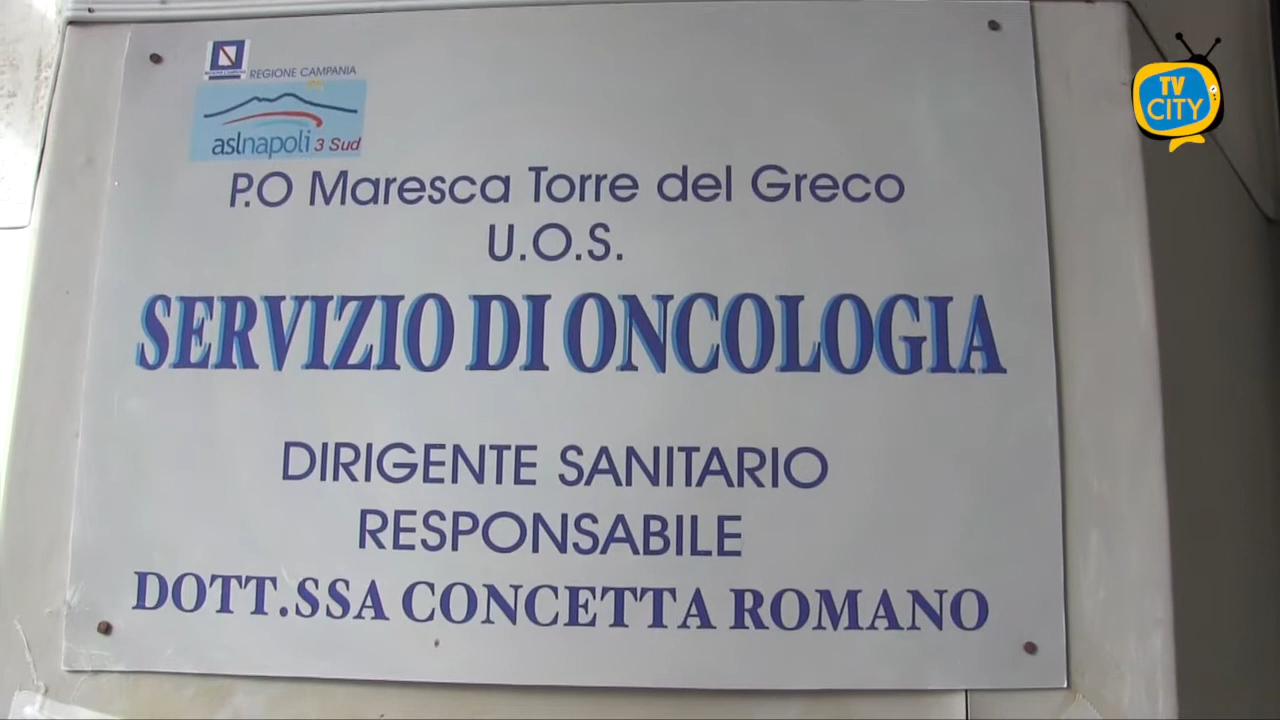 REGIONE CAMPANIA
aslnapoli 3 Sud
P.O Maresca Torre del Greco
U.O.S.
SERVIZIO DI ONCOLOGIA
DIRIGENTE SANITARIO
RESPONSABILE
DOTT.SSA CONCETTA ROMANO
TV
CITY